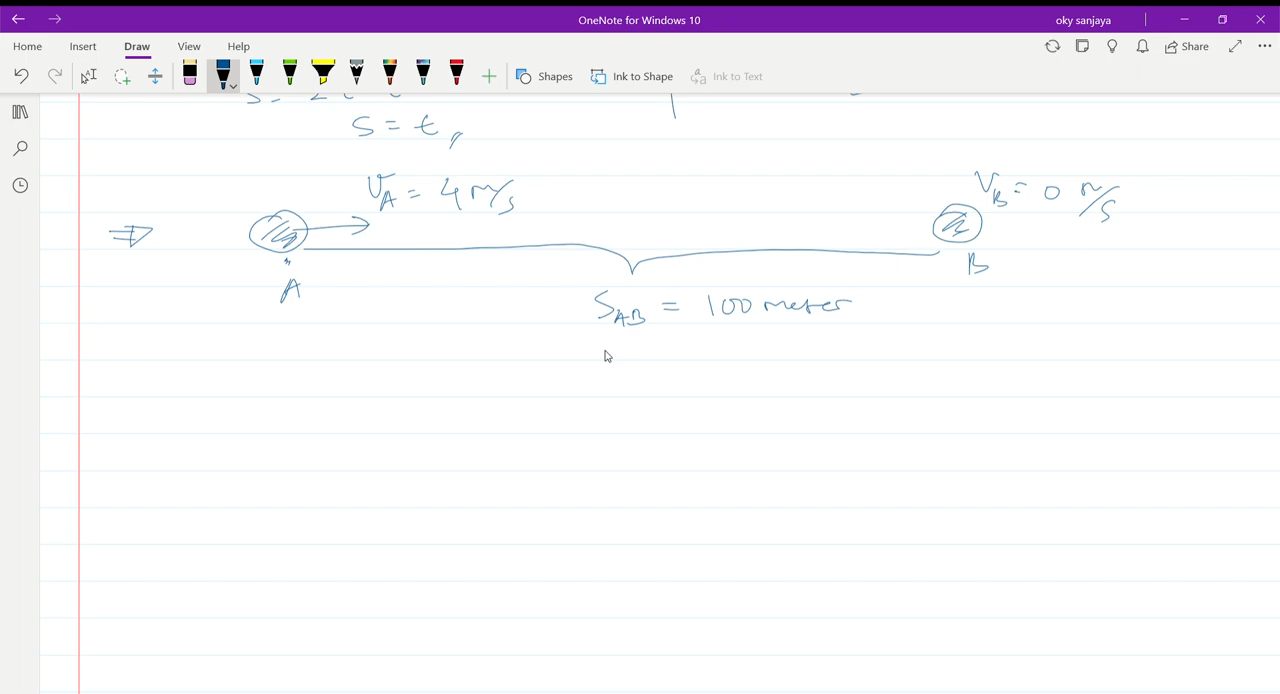 OneNote for Windows 10
oky sanjaya
Home Insert Draw View Help
Share
Shapes
Ink to Shape
Ink to Text
S = t,
V_A = 4 m/s
V_B = 0 m/s
⇒
A
B
S_AB = 100 meter